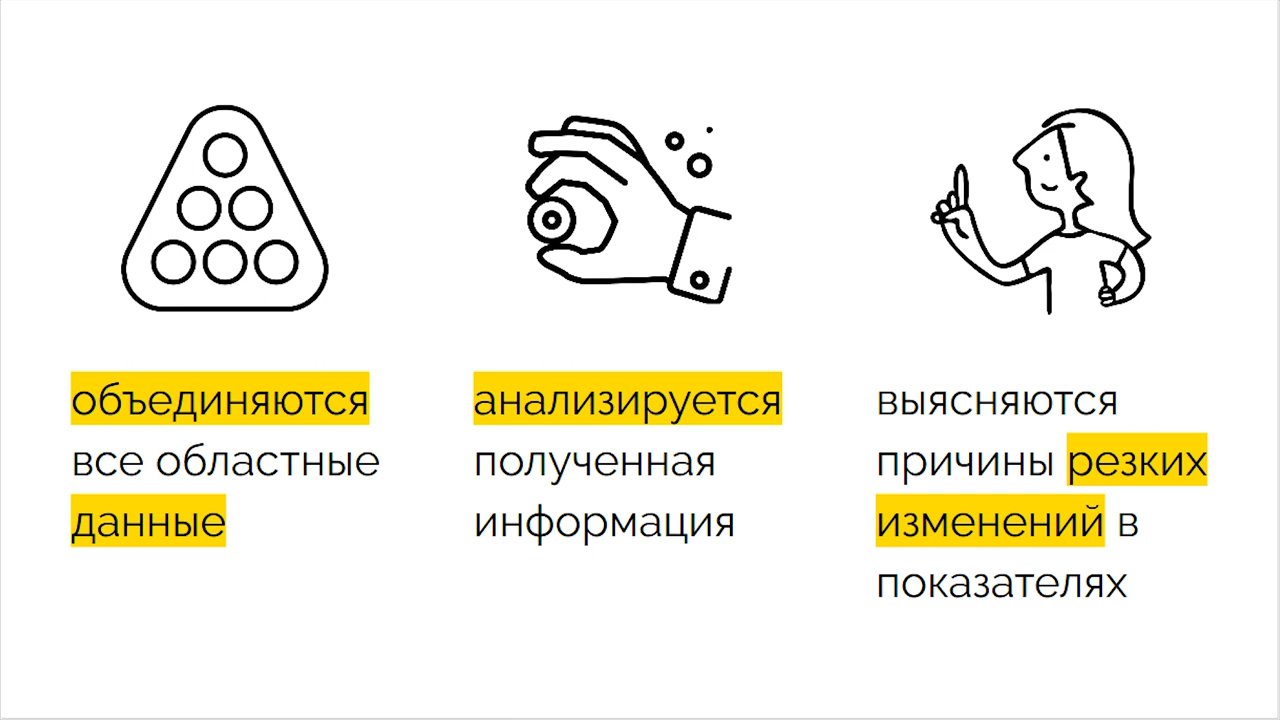 объединяются
все областные
данные
анализируется
полученная
информация
выясняются
причины резких
изменений в
показателях